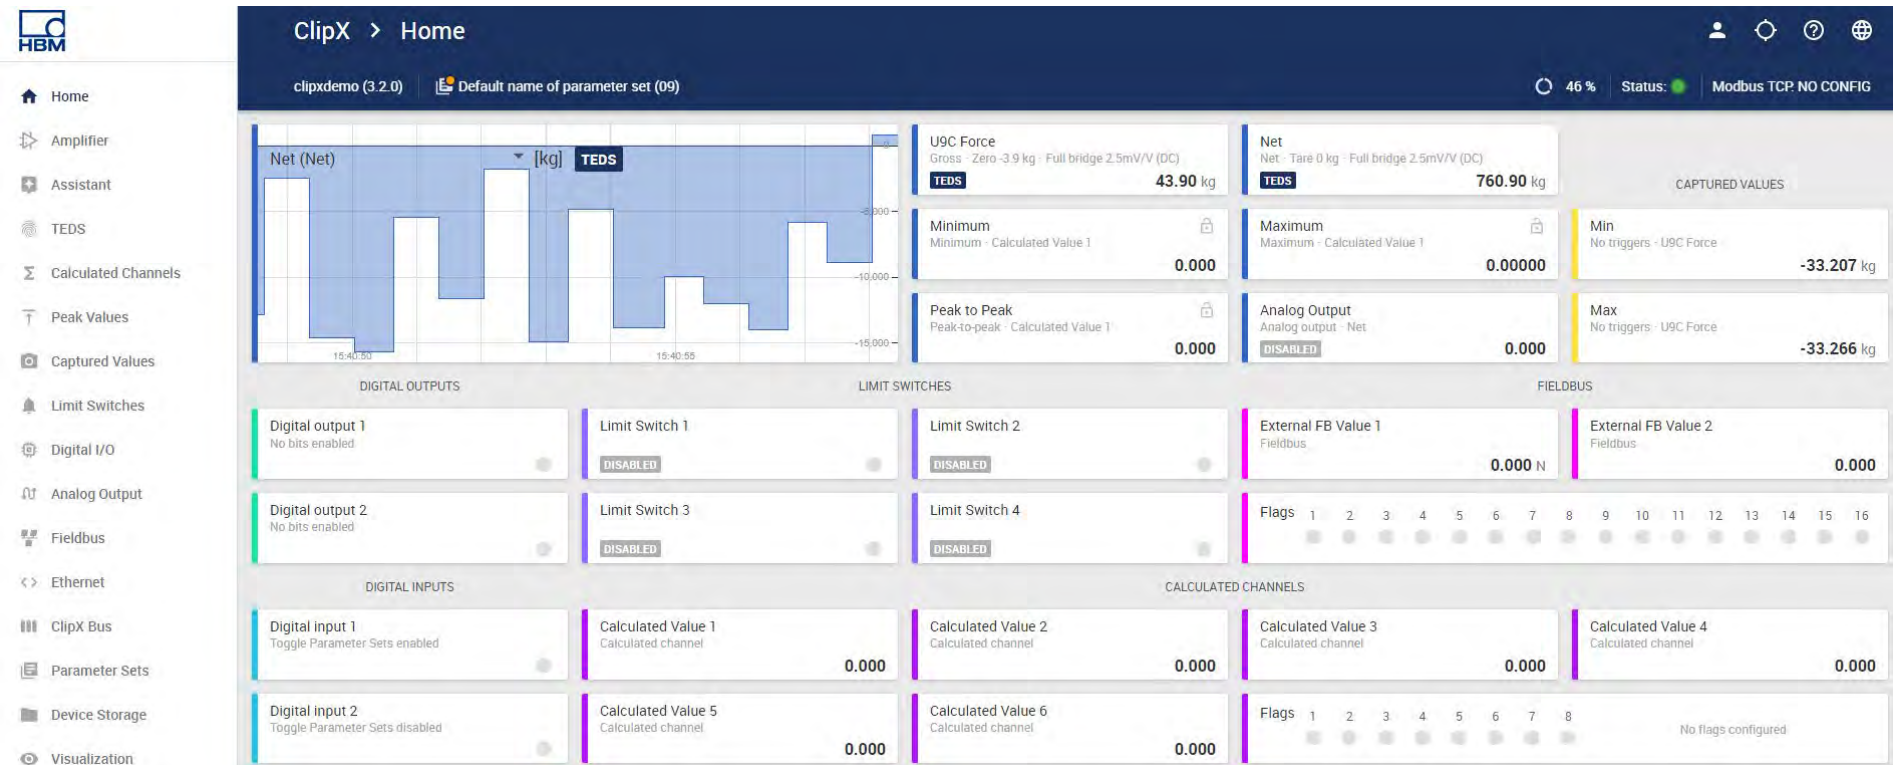 HBM
ClipX > Home
clipxdemo (3.2.0)
Default name of parameter set (09)
46 %
Status:
Modbus TCP: NO CONFIG
Home
Amplifier
Assistant
TEDS
Calculated Channels
Peak Values
Captured Values
Limit Switches
Digital I/O
Analog Output
Fieldbus
Ethernet
ClipX Bus
Parameter Sets
Device Storage
Visualization
Net (Net) [kg] TEDS
0
-5,000
-10,000
-15,000
15:40:50 15:40:55
U9C Force
Gross · Zero -3.9 kg · Full bridge 2.5mV/V (DC)
TEDS 43.90 kg
Net
Net · Tare 0 kg · Full bridge 2.5mV/V (DC)
TEDS 760.90 kg
CAPTURED VALUES
Minimum
Minimum · Calculated Value 1
0.000
Maximum
Maximum · Calculated Value 1
0.00000
Min
No triggers · U9C Force
-33.207 kg
Peak to Peak
Peak-to-peak · Calculated Value 1
0.000
Analog Output
Analog output · Net
DISABLED 0.000
Max
No triggers · U9C Force
-33.266 kg
DIGITAL OUTPUTS
LIMIT SWITCHES
FIELDBUS
Digital output 1
No bits enabled
Limit Switch 1
DISABLED
Limit Switch 2
DISABLED
External FB Value 1
Fieldbus
0.000 N
External FB Value 2
Fieldbus
0.000
Digital output 2
No bits enabled
Limit Switch 3
DISABLED
Limit Switch 4
DISABLED
Flags 1 2 3 4 5 6 7 8 9 10 11 12 13 14 15 16
DIGITAL INPUTS
CALCULATED CHANNELS
Digital input 1
Toggle Parameter Sets enabled
Calculated Value 1
Calculated channel
0.000
Calculated Value 2
Calculated channel
0.000
Calculated Value 3
Calculated channel
0.000
Calculated Value 4
Calculated channel
0.000
Digital input 2
Toggle Parameter Sets disabled
Calculated Value 5
Calculated channel
0.000
Calculated Value 6
Calculated channel
0.000
Flags 1 2 3 4 5 6 7 8
No flags configured